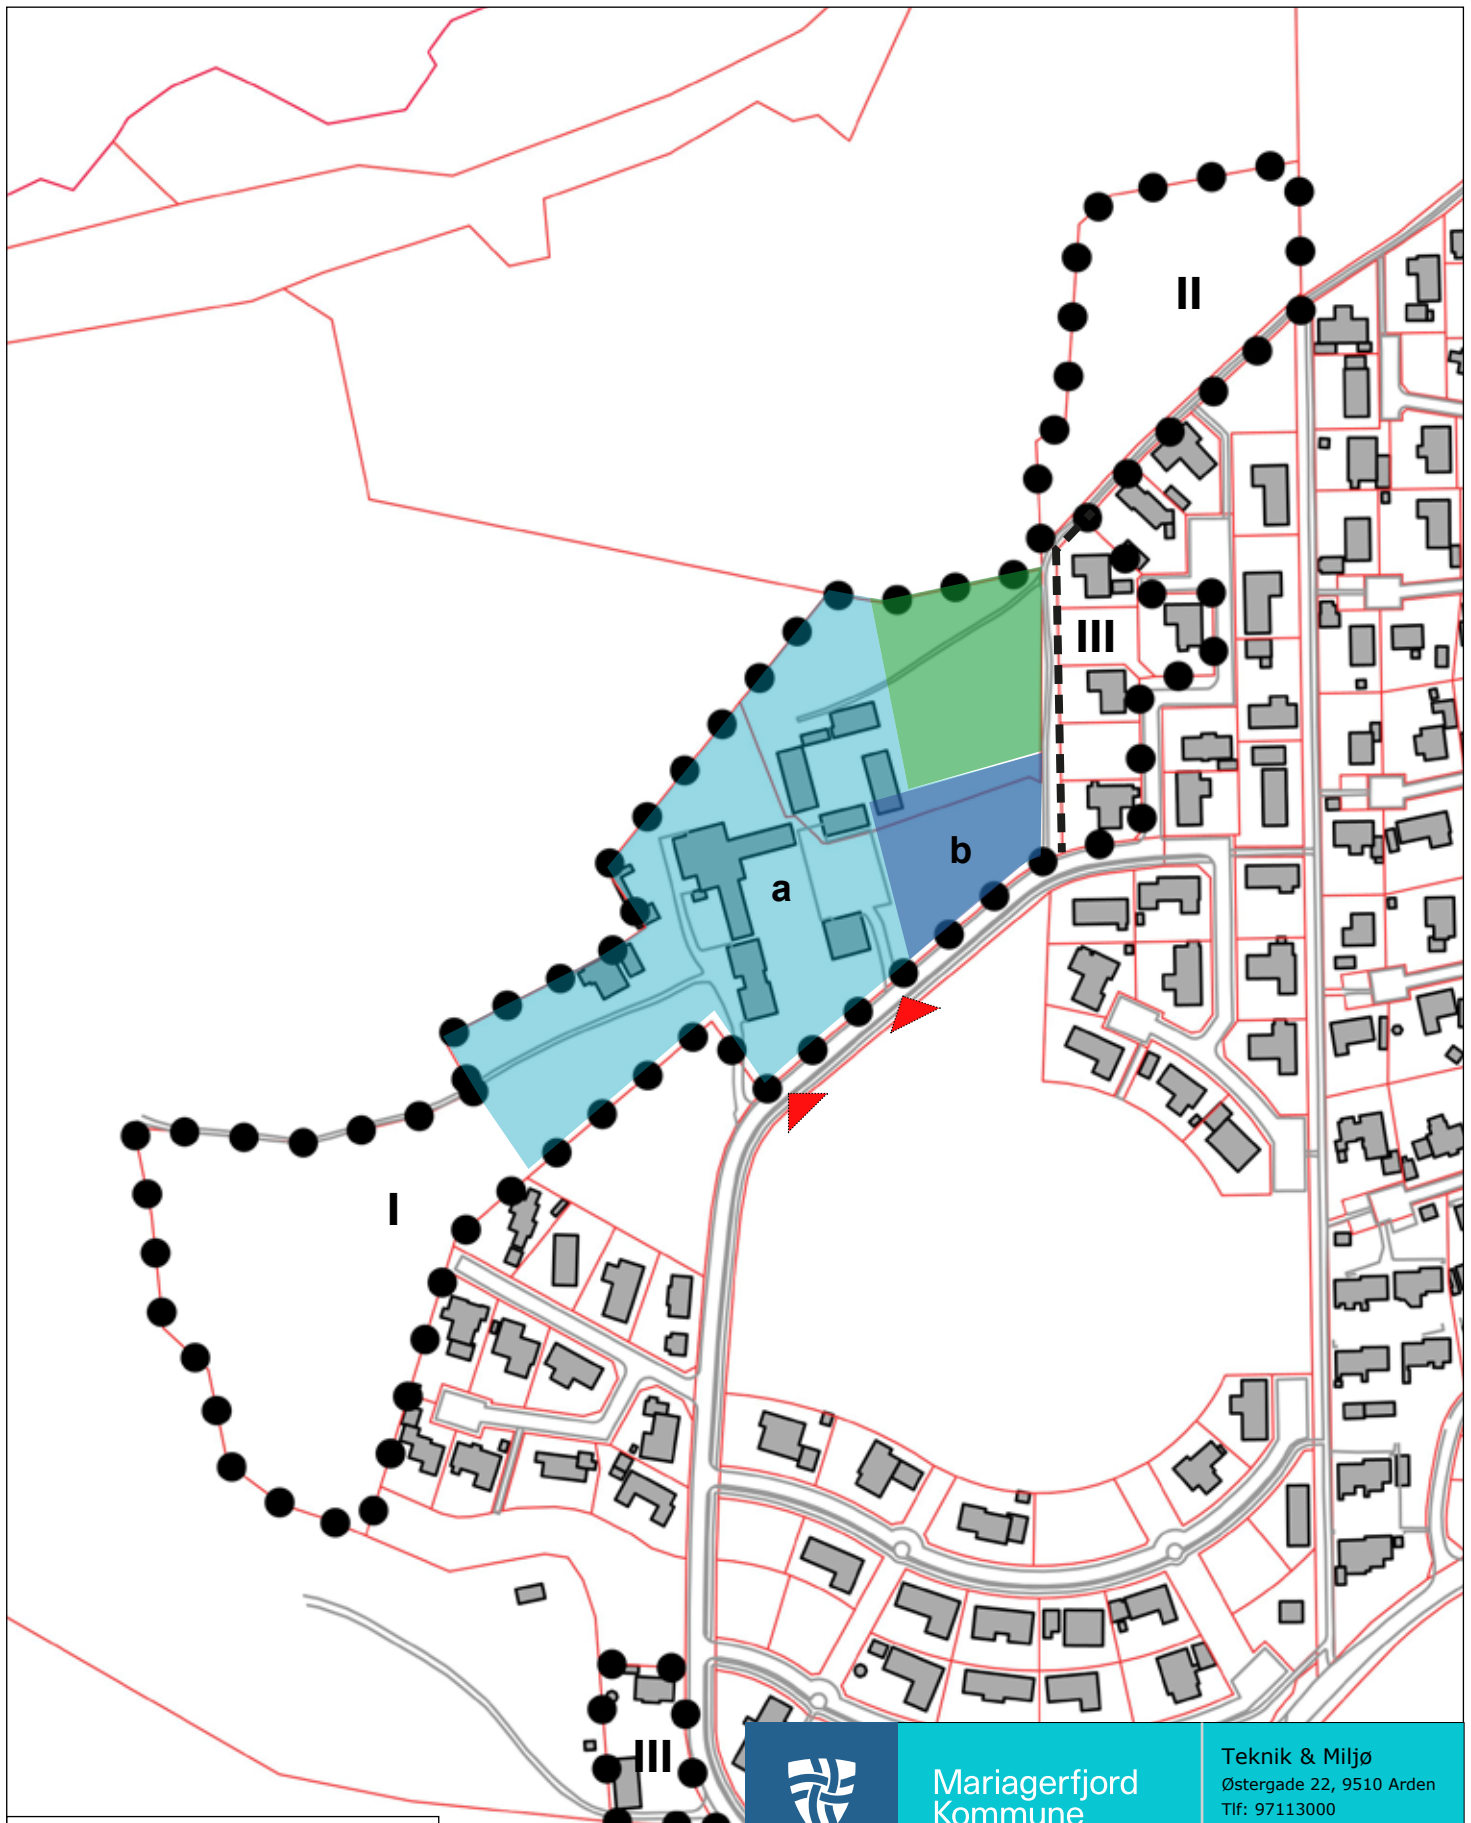 II
III
b
a
I
III
Mariagerfjord
Kommune
Teknik & Miljø
Østergade 22, 9510 Arden
Tlf: 97113000